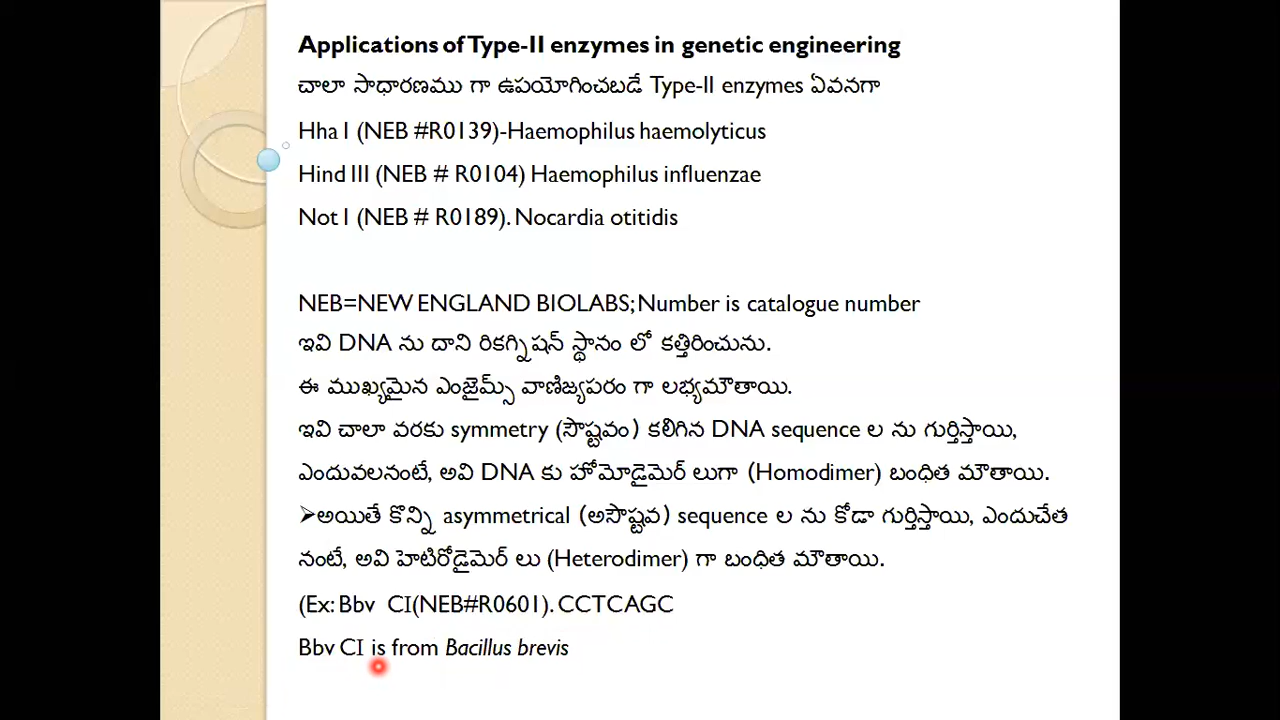 Applications of Type-II enzymes in genetic engineering
చాలా సాధారణము గా ఉపయోగించబడే Type-II enzymes ఏవనగా
Hha I (NEB #R0139)-Haemophilus haemolyticus
Hind III (NEB # R0104) Haemophilus influenzae
Not I (NEB # R0189). Nocardia otitidis
NEB=NEW ENGLAND BIOLABS; Number is catalogue number
ఇవి DNA ను దాని రికగ్నిషన్ స్థానం లో కత్తిరించును.
ఈ ముఖ్యమైన ఎంజైమ్స్ వాణిజ్యపరం గా లభ్యమౌతాయి.
ఇవి చాలా వరకు symmetry (సౌష్టవం) కలిగిన DNA sequence ల ను గుర్తిస్తాయి,
ఎందువలనంటే, అవి DNA కు హోమోడైమెర్ లుగా (Homodimer) బంధిత మౌతాయి.
➢అయితే కొన్ని asymmetrical (అసౌష్టవ) sequence ల ను కోడా గుర్తిస్తాయి, ఎందుచేత
నంటే, అవి హెటిరోడైమెర్ లు (Heterodimer) గా బంధిత మౌతాయి.
(Ex: Bbv CI(NEB#R0601). CCTCAGC
Bbv CI is from Bacillus brevis